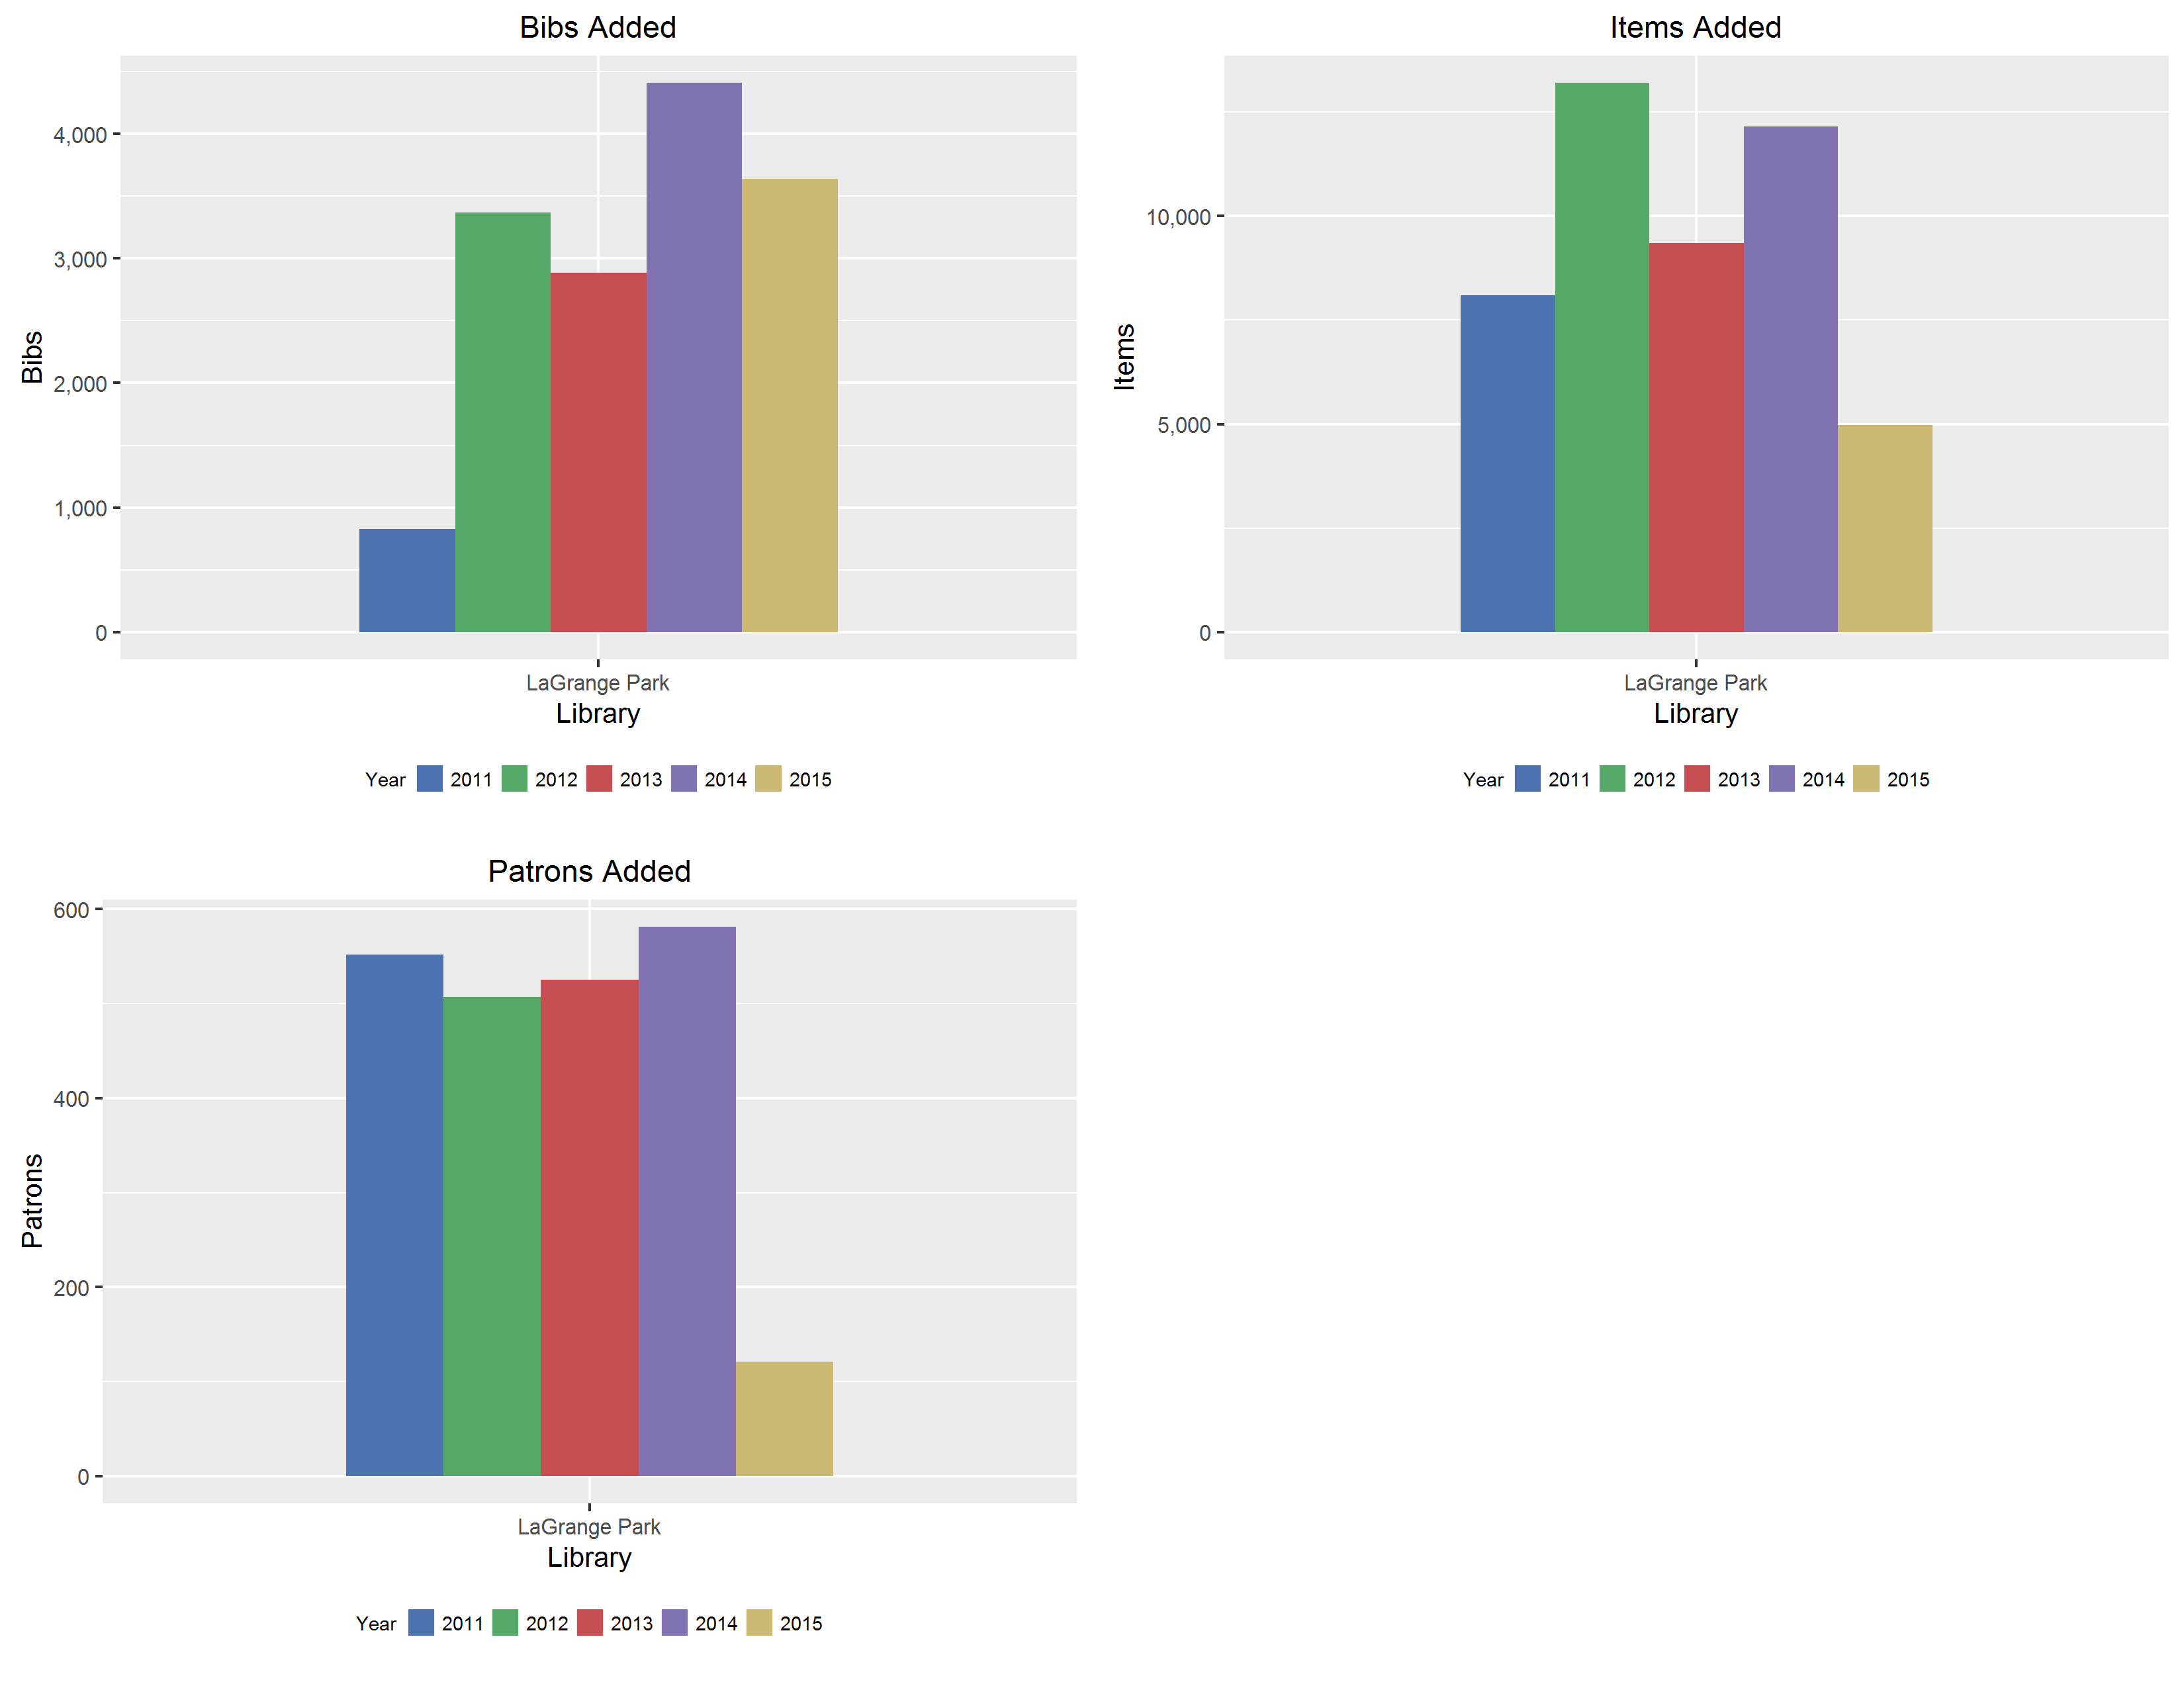 Bibs Added
4,000
3,000
2,000
1,000
0
Bibs
LaGrange Park
Library
Year 2011 2012 2013 2014 2015
Items Added
10,000
5,000
0
Items
LaGrange Park
Library
Year 2011 2012 2013 2014 2015
Patrons Added
600
400
200
0
Patrons
LaGrange Park
Library
Year 2011 2012 2013 2014 2015